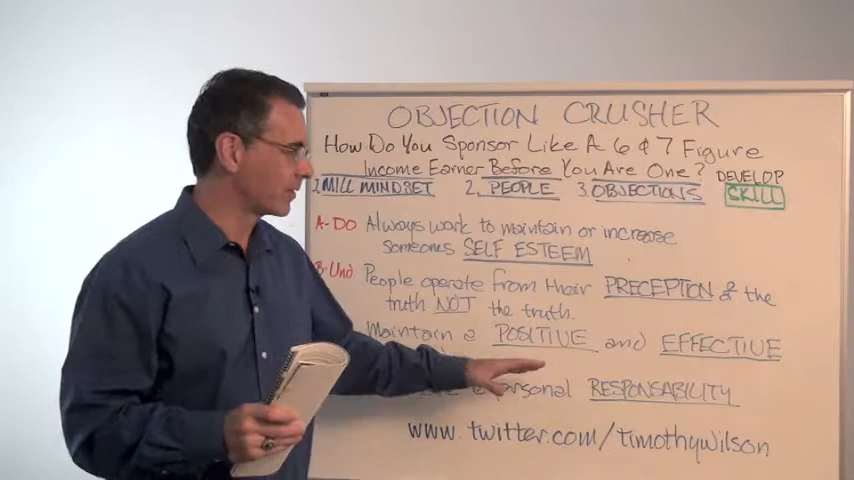 OBJECTION CRUSHER
How Do You Sponsor Like A 6 & 7 Figure
Income Earner Before You Are One? DEVELOP
1. MILL MINDSET 2. PEOPLE 3. OBJECTIONS SKILL
A-DO Always work to maintain or increase
Someones SELF ESTEEM
B-Und People operate from their PRECEPTION of the
truth NOT the truth.
Maintain a POSITIVE and EFFECTIVE
personal RESPONSABILITY
www.twitter.com/timothywilson